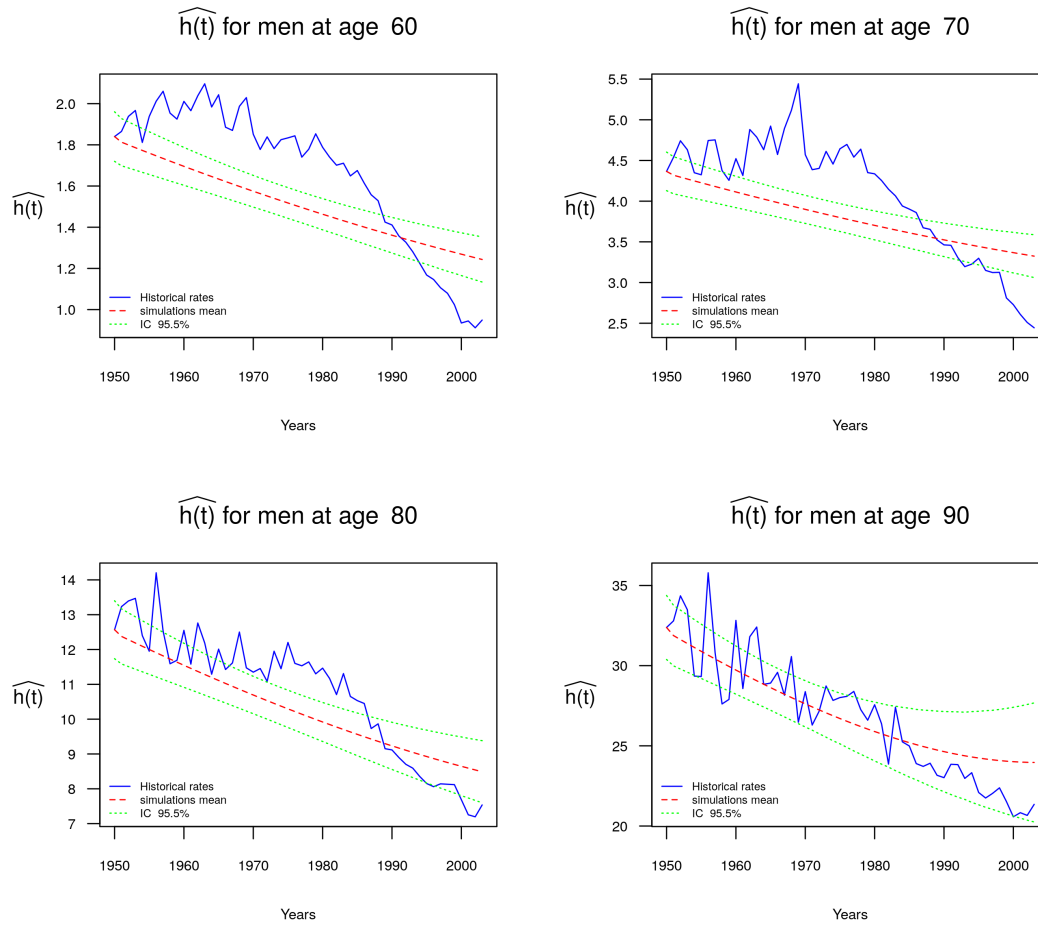 h(t) for men at age 60
h(t)
2.0
1.8
1.6
1.4
1.2
1.0
Historical rates
simulations mean
IC 95.5%
1950 1960 1970 1980 1990 2000
Years
h(t) for men at age 70
h(t)
5.5
5.0
4.5
4.0
3.5
3.0
2.5
Historical rates
simulations mean
IC 95.5%
1950 1960 1970 1980 1990 2000
Years
h(t) for men at age 80
h(t)
14
13
12
11
10
9
8
7
Historical rates
simulations mean
IC 95.5%
1950 1960 1970 1980 1990 2000
Years
h(t) for men at age 90
h(t)
35
30
25
20
Historical rates
simulations mean
IC 95.5%
1950 1960 1970 1980 1990 2000
Years